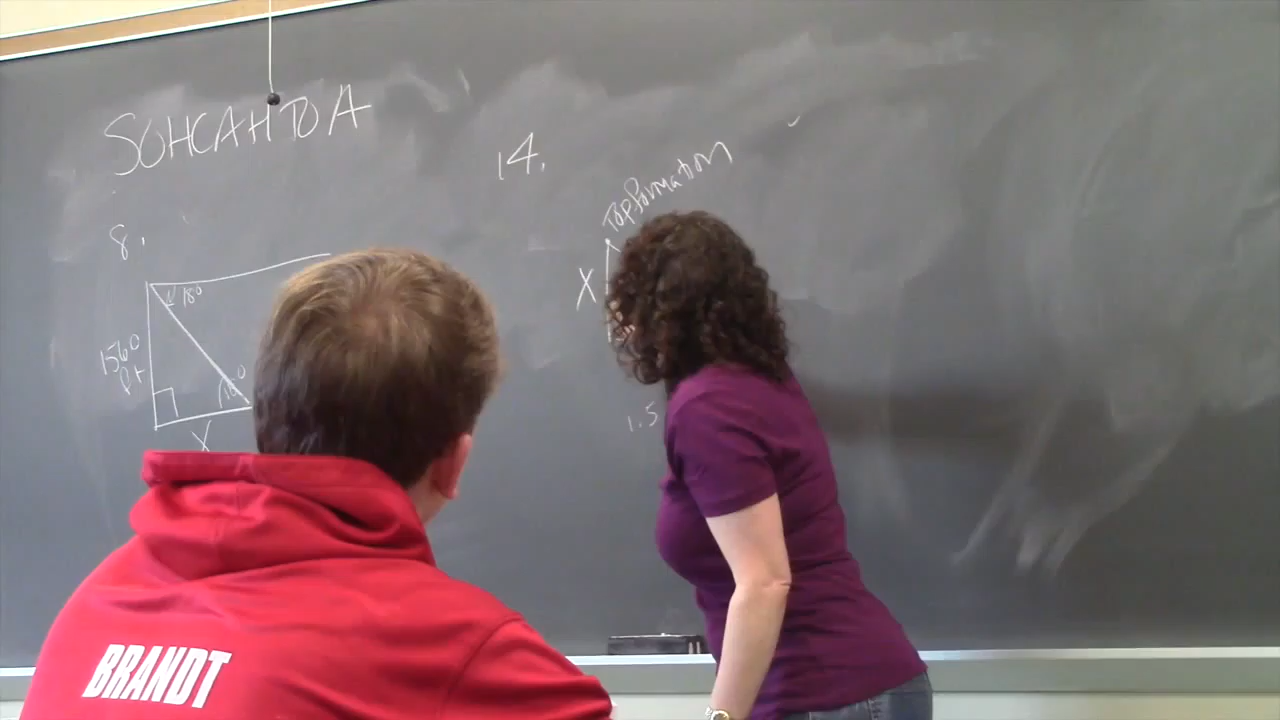 SOHCAHTOA
8.
18°
1560
ft
18°
X
14.
Top formation
X
1.5
BRANDT